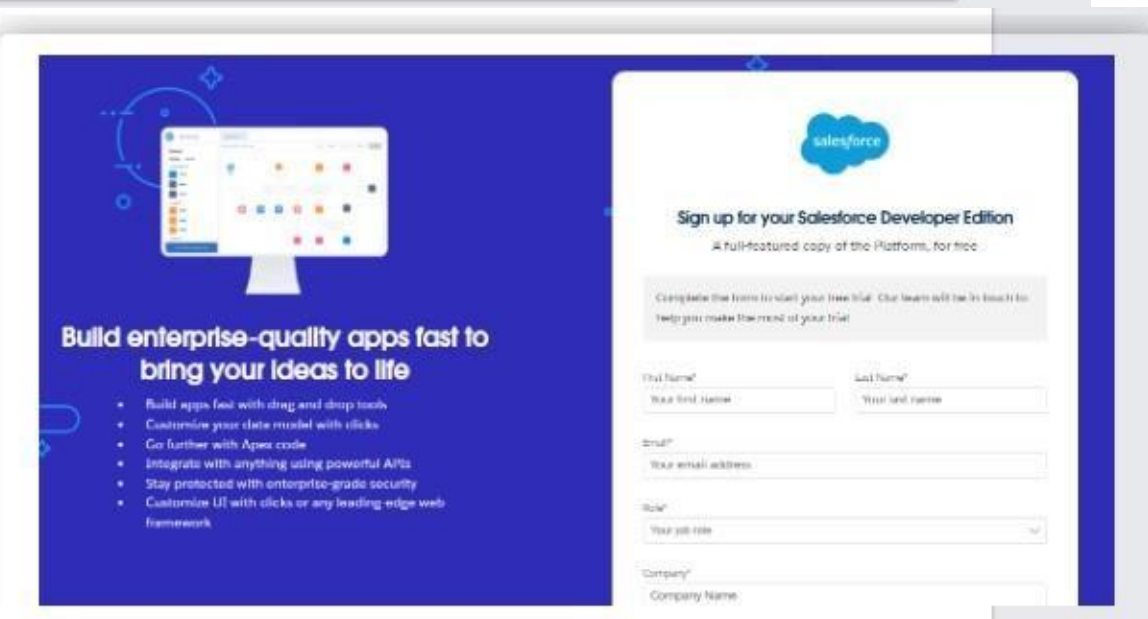 Build enterprise-quality apps fast to
bring your ideas to life
Build apps fast with drag and drop tools
Customize your data model with clicks
Go further with Apex code
Integrate with anything using powerful APIs
Stay protected with enterprise-grade security
Customize UI with clicks or any leading-edge web
framework
salesforce
Sign up for your Salesforce Developer Edition
A full-featured copy of the Platform, for free
Complete the form to start your free trial. Our team will be in touch to
help you make the most of your trial
First Name* Last Name*
Your first name Your last name
Email*
Your email address
Role*
Your job role
Company*
Company Name